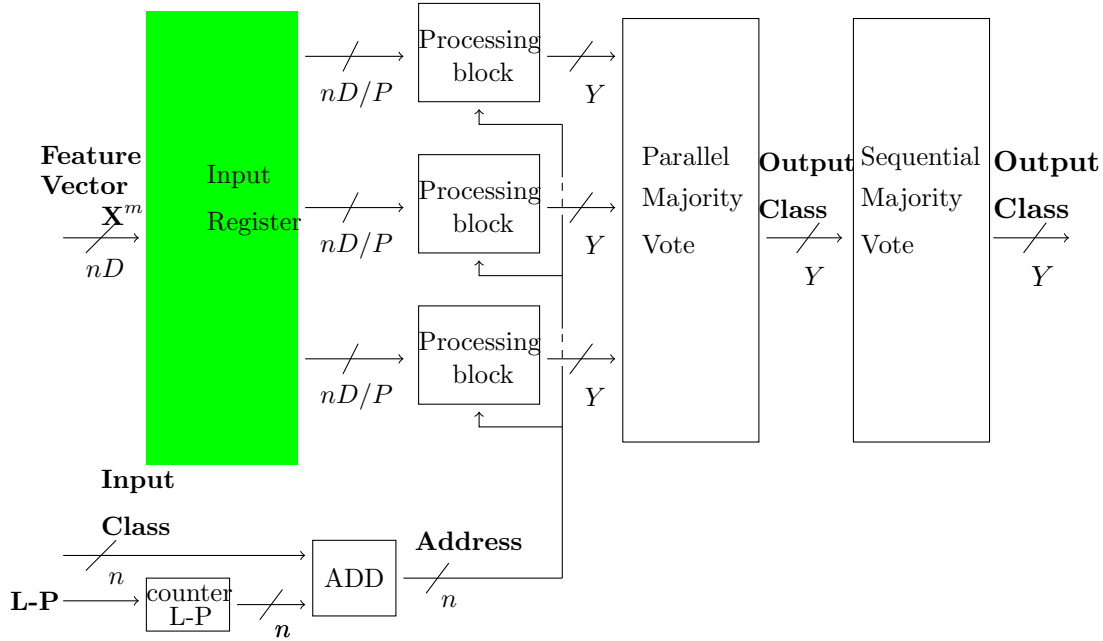 Feature
Vector
X^m
nD
Input
Register
nD/P
nD/P
nD/P
Processing
block
Processing
block
Processing
block
Y
Y
Y
Parallel
Majority
Vote
Output
Class
Y
Sequential
Majority
Vote
Output
Class
Y
Input
Class
n
L-P
counter
L-P
n
ADD
Address
n